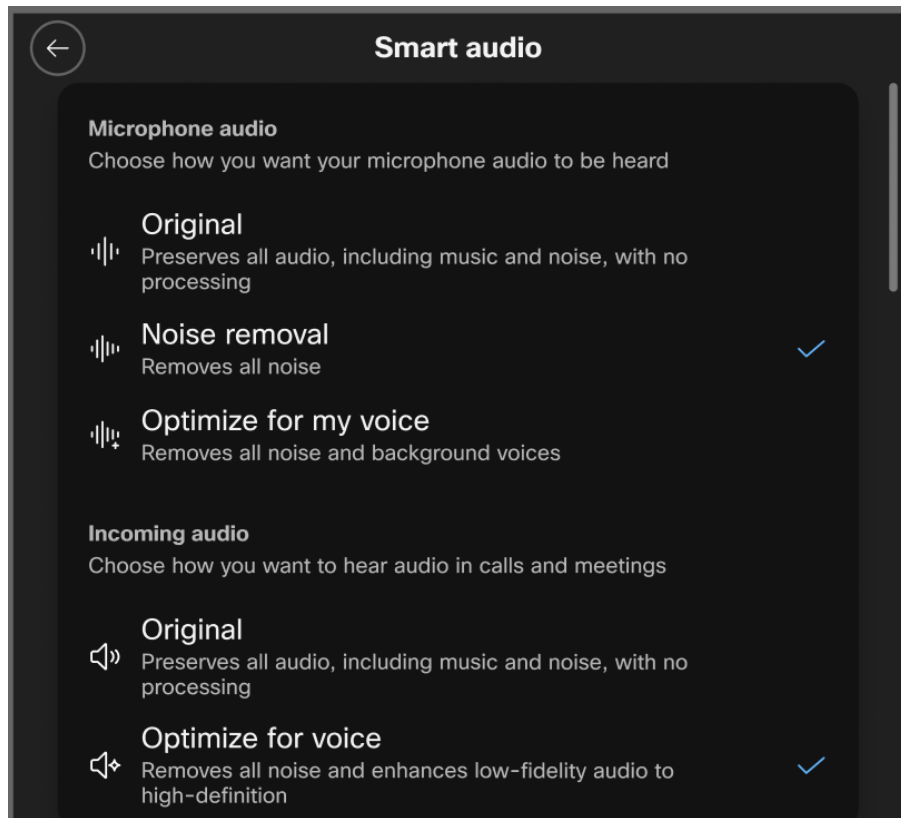 Smart audio
Microphone audio
Choose how you want your microphone audio to be heard
Original
Preserves all audio, including music and noise, with no
processing
Noise removal
Removes all noise
Optimize for my voice
Removes all noise and background voices
Incoming audio
Choose how you want to hear audio in calls and meetings
Original
Preserves all audio, including music and noise, with no
processing
Optimize for voice
Removes all noise and enhances low-fidelity audio to
high-definition